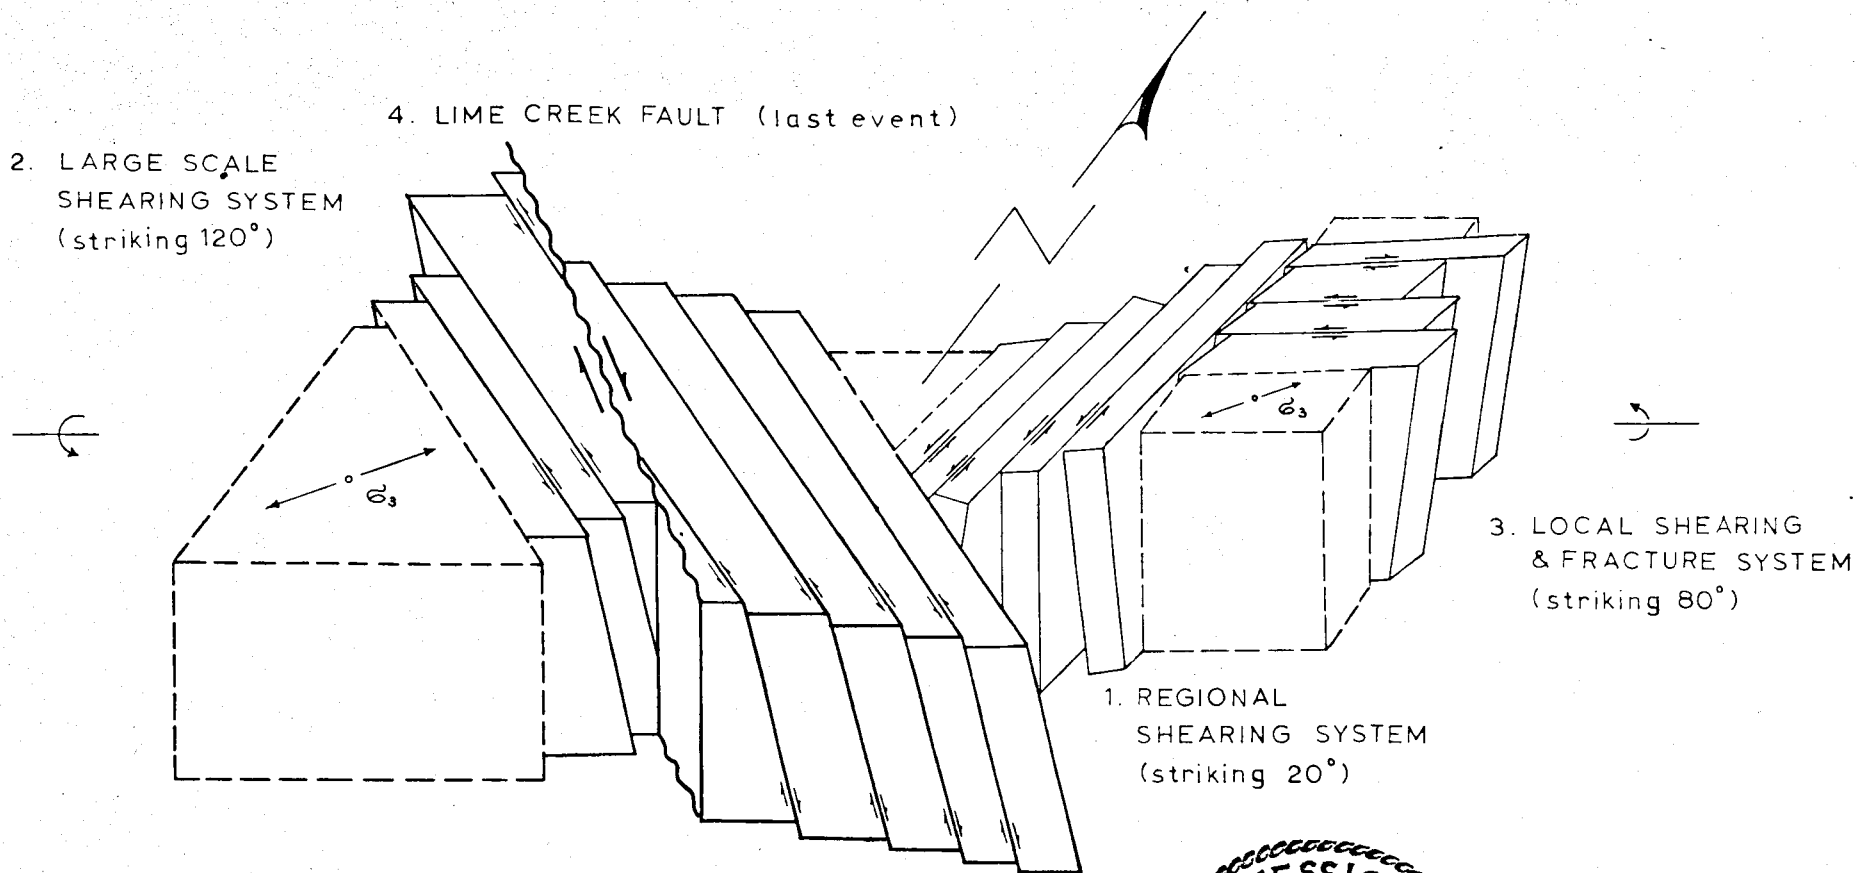 4. LIME CREEK FAULT (last event)
2. LARGE SCALE
SHEARING SYSTEM
(striking 120°)
σ₃
σ₃
3. LOCAL SHEARING
& FRACTURE SYSTEM
(striking 80°)
1. REGIONAL
SHEARING SYSTEM
(striking 20°)